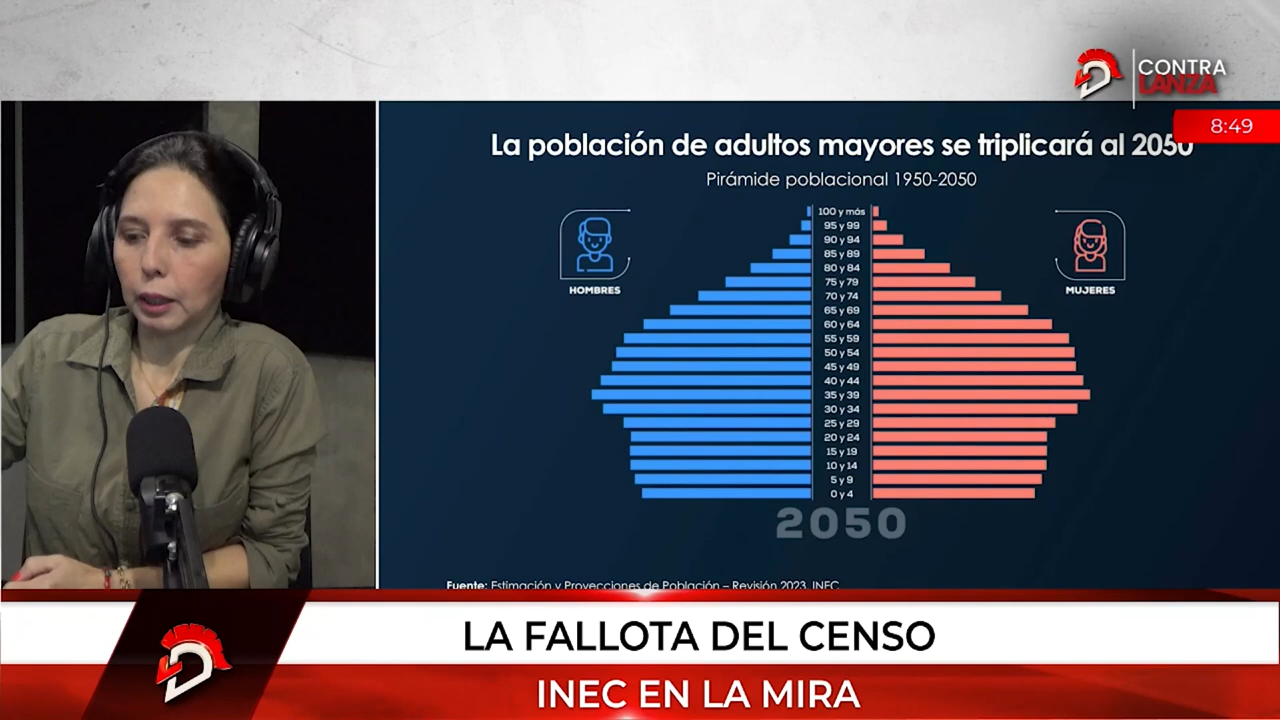 CONTRA
LANZA
8:49
La población de adultos mayores se triplicará al 2050
Pirámide poblacional 1950-2050
HOMBRES
MUJERES
100 y más
95 y 99
90 y 94
85 y 89
80 y 84
75 y 79
70 y 74
65 y 69
60 y 64
55 y 59
50 y 54
45 y 49
40 y 44
35 y 39
30 y 34
25 y 29
20 y 24
15 y 19
10 y 14
5 y 9
0 y 4
2050
Fuente: Estimación y Proyecciones de Población – Revisión 2023, INEC
LA FALLOTA DEL CENSO
INEC EN LA MIRA